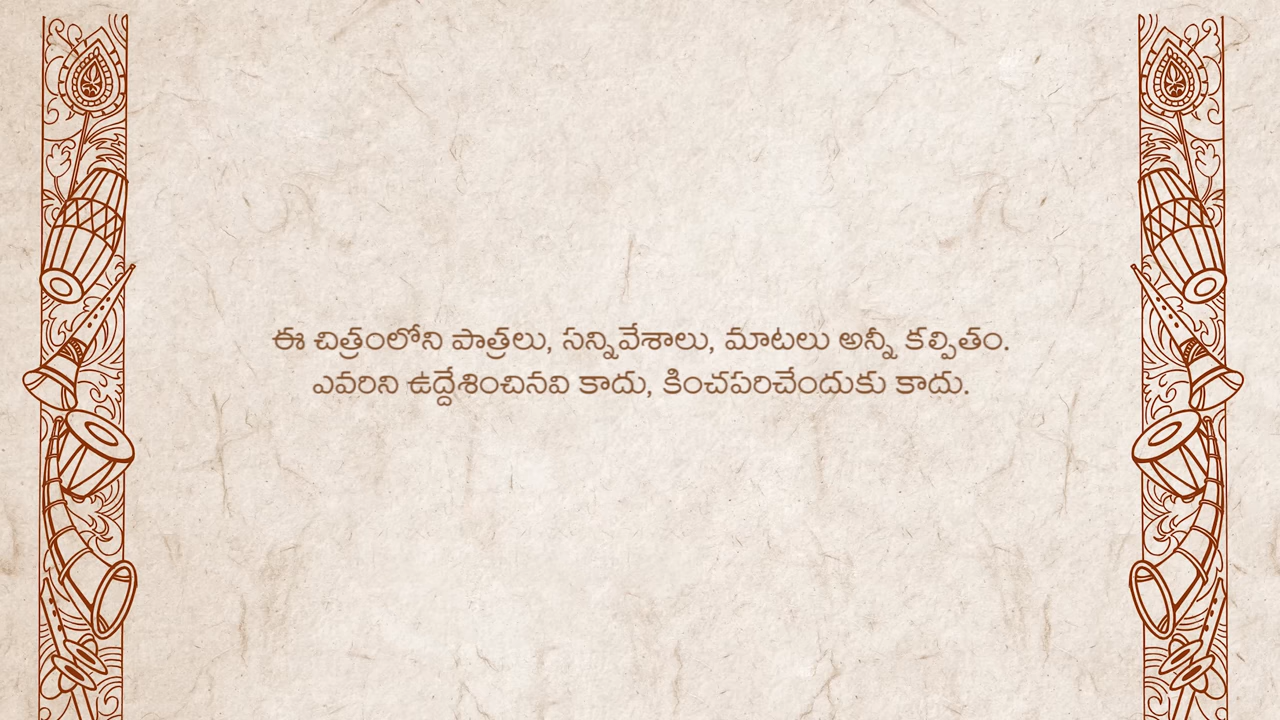 ఈ చిత్రంలోని పాత్రలు, సన్నివేశాలు, మాటలు అన్నీ కల్పితం.
ఎవరిని ఉద్దేశించినవి కాదు, కించపరిచేందుకు కాదు.